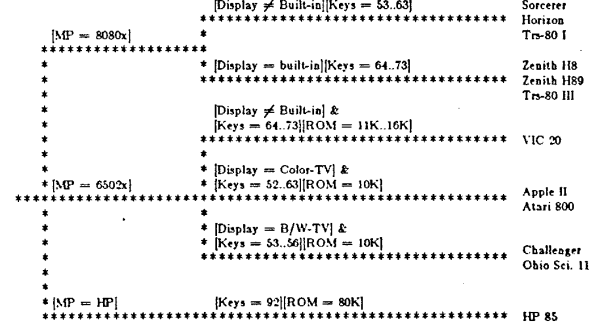 [Display ≠ Built-in][Keys = 53..63] Sorcerer
******************************** Horizon
[MP = 8080x] * Trs-80 I
*********************
* * [Display = built-in][Keys = 64..73] Zenith H8
* ******************************** Zenith H89
* Trs-80 III
* [Display ≠ Built-in] &
* [Keys = 64..73][ROM = 11K..16K]
* ******************************** VIC 20
* *
* * [Display = Color-TV] &
* [MP = 6502x] * [Keys = 52..63][ROM = 10K] Apple II
******************************************************** Atari 800
* *
* * [Display = B/W-TV] &
* * [Keys = 53..56][ROM = 10K] Challenger
* ******************************** Ohio Sci. 11
*
* [MP = HP] [Keys = 92][ROM = 80K]
***************************************************** HP 85